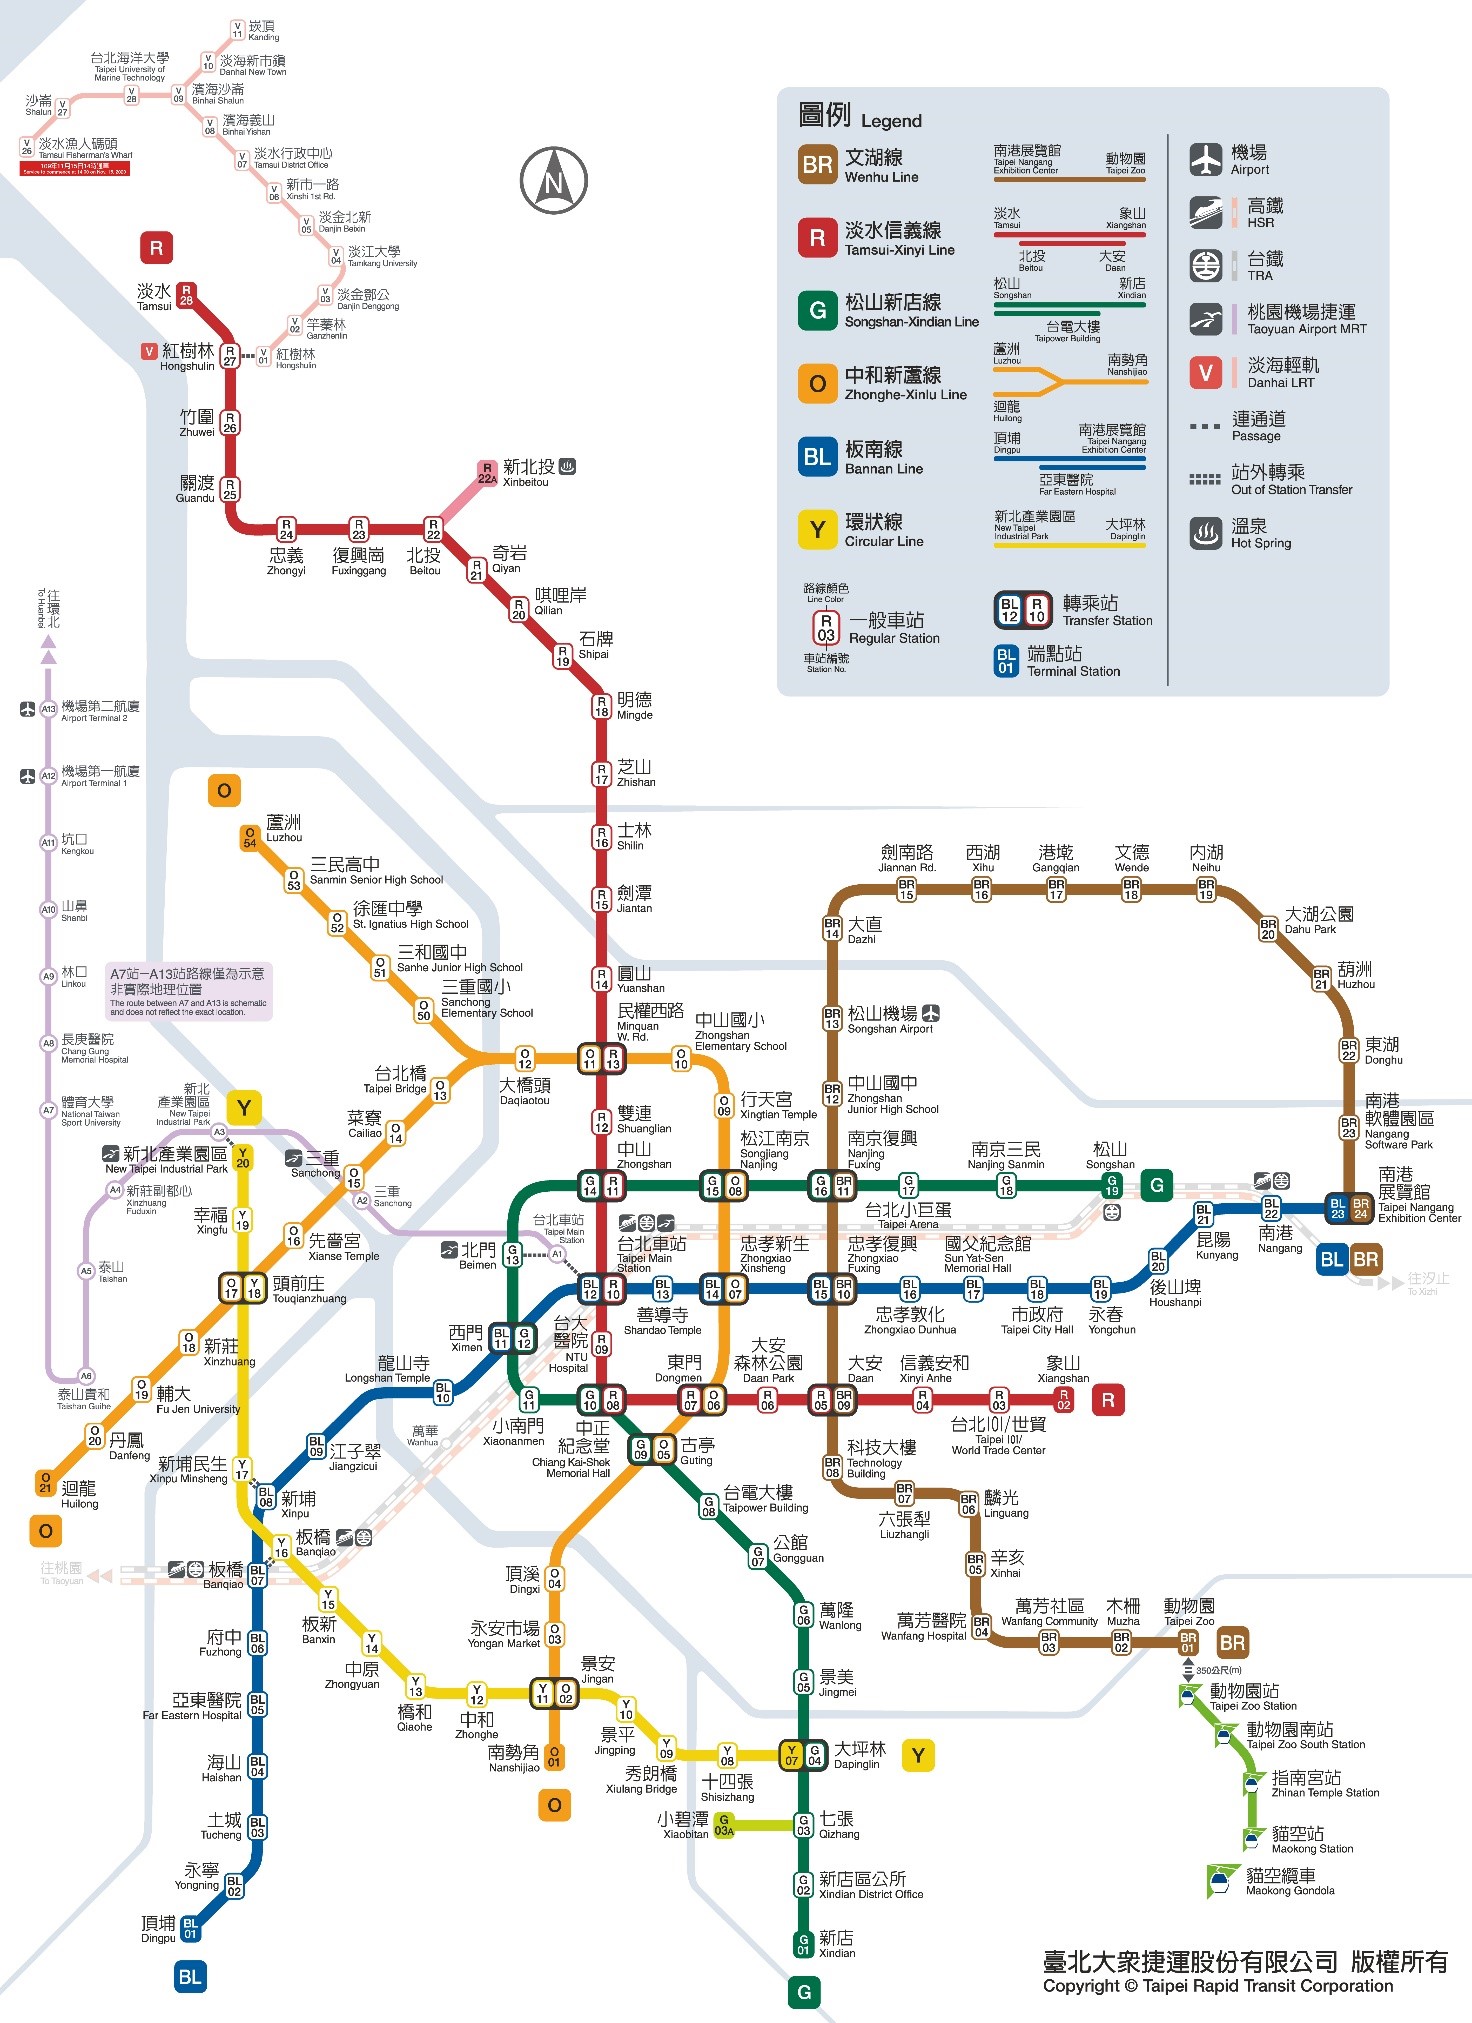 V 11
崁頂
Kanding
V 10
淡海新市鎮
Danhai New Town
台北海洋大學
Taipei University of
Marine Technology
V 28
V 09
濱海沙崙
Binhai Shalun
沙崙
Shalun
V 27
V 26
淡水漁人碼頭
Tamsui Fisherman's Wharf
109年11月15日14時通車
Service to commence at 14:00 on Nov. 15, 2020
V 08
濱海義山
Binhai Yishan
V 07
淡水行政中心
Tamsui District Office
V 06
新市一路
Xinshi 1st Rd.
V 05
淡金北新
Danjin Beixin
V 04
淡江大學
Tamkang University
V 03
淡金鄧公
Danjin Denggong
V 02
竿蓁林
Ganzhenlin
V 01
紅樹林
Hongshulin
N
圖例 Legend
BR
文湖線
Wenhu Line
南港展覽館
Taipei Nangang
Exhibition Center
動物園
Taipei Zoo
R
淡水信義線
Tamsui-Xinyi Line
淡水
Tamsui
象山
Xiangshan
北投
Beitou
大安
Daan
G
松山新店線
Songshan-Xindian Line
松山
Songshan
新店
Xindian
台電大樓
Taipower Building
O
中和新蘆線
Zhonghe-Xinlu Line
蘆洲
Luzhou
南勢角
Nanshijiao
迴龍
Huilong
BL
板南線
Bannan Line
頂埔
Dingpu
南港展覽館
Taipei Nangang
Exhibition Center
亞東醫院
Far Eastern Hospital
Y
環狀線
Circular Line
新北產業園區
New Taipei
Industrial Park
大坪林
Dapinglin
路線顏色
Line Color
R 03
車站編號
Station No.
一般車站
Regular Station
BL 12
R 10
轉乘站
Transfer Station
BL 01
端點站
Terminal Station
機場
Airport
高鐵
HSR
台鐵
TRA
桃園機場捷運
Taoyuan Airport MRT
V
淡海輕軌
Danhai LRT
連通道
Passage
站外轉乘
Out of Station Transfer
溫泉
Hot Spring
R
淡水
Tamsui
R 28
V
紅樹林
Hongshulin
R 27
竹圍
Zhuwei
R 26
關渡
Guandu
R 25
R 24
忠義
Zhongyi
R 23
復興崗
Fuxinggang
R 22
北投
Beitou
R 22A
新北投
Xinbeitou
R 21
奇岩
Qiyan
R 20
唭哩岸
Qilian
R 19
石牌
Shipai
R 18
明德
Mingde
R 17
芝山
Zhishan
R 16
士林
Shilin
R 15
劍潭
Jiantan
R 14
圓山
Yuanshan
民權西路
Minquan
W. Rd.
O 11
R 13
R 12
雙連
Shuanglian
中山
Zhongshan
G 14
R 11
往環北
To Huanbei
A13
機場第二航廈
Airport Terminal 2
A12
機場第一航廈
Airport Terminal 1
A11
坑口
Kengkou
A10
山鼻
Shanbi
A9
林口
Linkou
A8
長庚醫院
Chang Gung
Memorial Hospital
A7
體育大學
National Taiwan
Sport University
A7站–A13站路線僅為示意
非實際地理位置
The route between A7 and A13 is schematic
and does not reflect the exact location.
O
O 54
蘆洲
Luzhou
O 53
三民高中
Sanmin Senior High School
O 52
徐匯中學
St. Ignatius High School
O 51
三和國中
Sanhe Junior High School
O 50
三重國小
Sanchong
Elementary School
O 12
大橋頭
Daqiaotou
O 10
中山國小
Zhongshan
Elementary School
O 09
行天宮
Xingtian Temple
台北橋
Taipei Bridge
O 13
菜寮
Cailiao
O 14
三重
Sanchong
O 15
A2
三重
Sanchong
新北
產業園區
New Taipei
Industrial Park
A3
Y
新北產業園區
New Taipei Industrial Park
Y 20
A4
新莊副都心
Xinzhuang
Fuduxin
A5
泰山
Taishan
A6
泰山貴和
Taishan Guihe
幸福
Xingfu
Y 19
O 16
先嗇宮
Xianse Temple
O 17
Y 18
頭前庄
Touqianzhuang
O 18
新莊
Xinzhuang
O 19
輔大
Fu Jen University
O 20
丹鳳
Danfeng
O 21
迴龍
Huilong
O
BR 15
劍南路
Jiannan Rd.
BR 16
西湖
Xihu
BR 17
港墘
Gangqian
BR 18
文德
Wende
BR 19
內湖
Neihu
BR 20
大湖公園
Dahu Park
BR 21
葫洲
Huzhou
BR 22
東湖
Donghu
BR 23
南港
軟體園區
Nangang
Software Park
BR 14
大直
Dazhi
BR 13
松山機場
Songshan Airport
BR 12
中山國中
Zhongshan
Junior High School
松江南京
Songjiang
Nanjing
G 15
O 08
南京復興
Nanjing
Fuxing
G 16
BR 11
G 17
台北小巨蛋
Taipei Arena
南京三民
Nanjing Sanmin
G 18
松山
Songshan
G 19
G
南港
展覽館
Taipei Nangang
Exhibition Center
BL 23
BR 24
BL
BR
往汐止
To Xizhi
BL 22
南港
Nangang
BL 21
昆陽
Kunyang
BL 20
後山埤
Houshanpi
BL 19
永春
Yongchun
BL 18
市政府
Taipei City Hall
國父紀念館
Sun Yat-Sen
Memorial Hall
BL 17
BL 16
忠孝敦化
Zhongxiao Dunhua
忠孝復興
Zhongxiao
Fuxing
BL 15
BR 10
忠孝新生
Zhongxiao
Xinsheng
BL 14
O 07
BL 13
善導寺
Shandao Temple
台北車站
Taipei Main
Station
BL 12
R 10
台北車站
Taipei Main
Station
A1
北門
Beimen
G 13
西門
Ximen
BL 11
G 12
台大
醫院
NTU
Hospital
R 09
龍山寺
Longshan Temple
BL 10
萬華
Wanhua
G 11
小南門
Xiaonanmen
G 10
R 08
中正
紀念堂
Chiang Kai-Shek
Memorial Hall
東門
Dongmen
R 07
O 06
大安
森林公園
Daan Park
R 06
大安
Daan
R 05
BR 09
信義安和
Xinyi Anhe
R 04
R 03
台北101/世貿
Taipei 101/
World Trade Center
象山
Xiangshan
R 02
R
G 09
O 05
古亭
Guting
G 08
台電大樓
Taipower Building
G 07
公館
Gongguan
G 06
萬隆
Wanlong
G 05
景美
Jingmei
Y 07
G 04
大坪林
Dapinglin
Y
小碧潭
Xiaobitan
G 03A
G 03
七張
Qizhang
G 02
新店區公所
Xindian District Office
G 01
新店
Xindian
G
BR 08
科技大樓
Technology
Building
BR 07
六張犁
Liuzhangli
BR 06
麟光
Linguang
BR 05
辛亥
Xinhai
萬芳醫院
Wanfang Hospital
BR 04
萬芳社區
Wanfang Community
BR 03
木柵
Muzha
BR 02
動物園
Taipei Zoo
BR 01
BR
350公尺(m)
動物園站
Taipei Zoo Station
動物園南站
Taipei Zoo South Station
指南宮站
Zhinan Temple Station
貓空站
Maokong Station
貓空纜車
Maokong Gondola
BL 09
江子翠
Jiangzicui
新埔民生
Xinpu Minsheng
Y 17
BL 08
新埔
Xinpu
Y 16
板橋
Banqiao
板橋
Banqiao
BL 07
往桃園
To Taoyuan
Y 15
板新
Banxin
Y 14
中原
Zhongyuan
Y 13
橋和
Qiaohe
Y 12
中和
Zhonghe
頂溪
Dingxi
O 04
永安市場
Yongan Market
O 03
景安
Jingan
Y 11
O 02
南勢角
Nanshijiao
O 01
O
Y 10
景平
Jingping
Y 09
秀朗橋
Xiulang Bridge
Y 08
十四張
Shisizhang
府中
Fuzhong
BL 06
亞東醫院
Far Eastern Hospital
BL 05
海山
Haishan
BL 04
土城
Tucheng
BL 03
永寧
Yongning
BL 02
頂埔
Dingpu
BL 01
BL
臺北大眾捷運股份有限公司 版權所有
Copyright © Taipei Rapid Transit Corporation